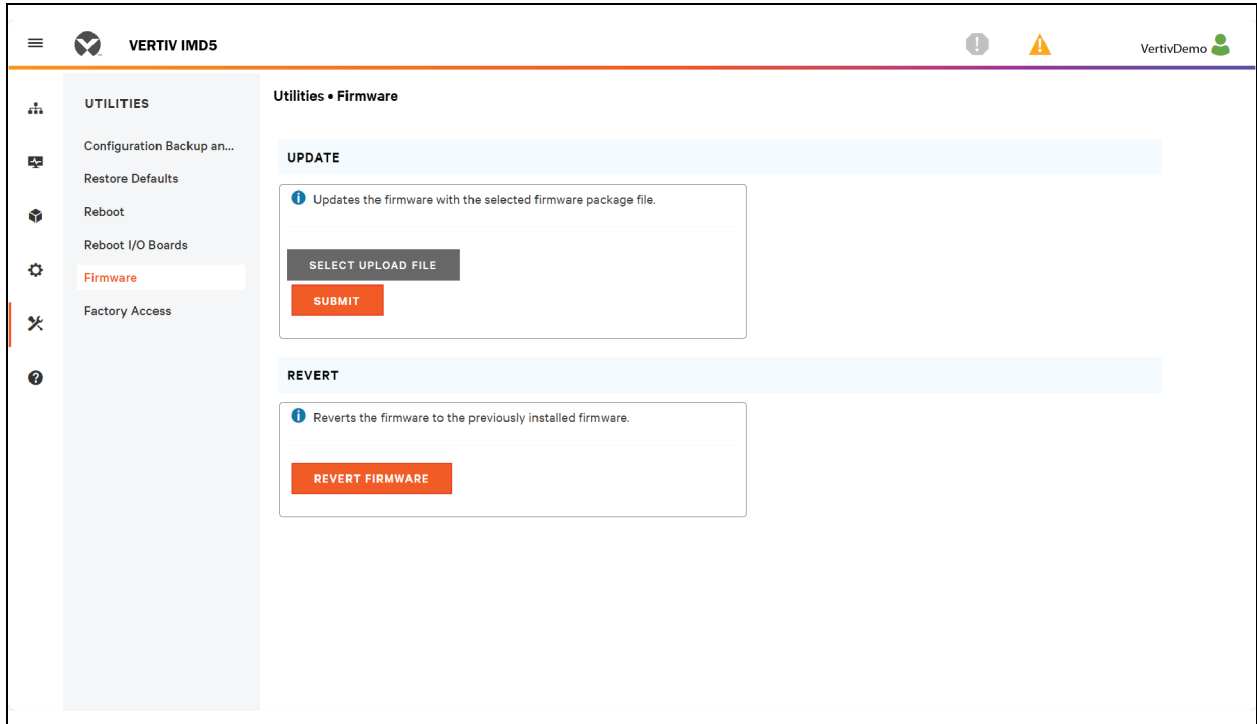 VERTIV IMD5
VertivDemo
UTILITIES
Configuration Backup an...
Restore Defaults
Reboot
Reboot I/O Boards
Firmware
Factory Access
Utilities • Firmware
UPDATE
Updates the firmware with the selected firmware package file.
SELECT UPLOAD FILE
SUBMIT
REVERT
Reverts the firmware to the previously installed firmware.
REVERT FIRMWARE